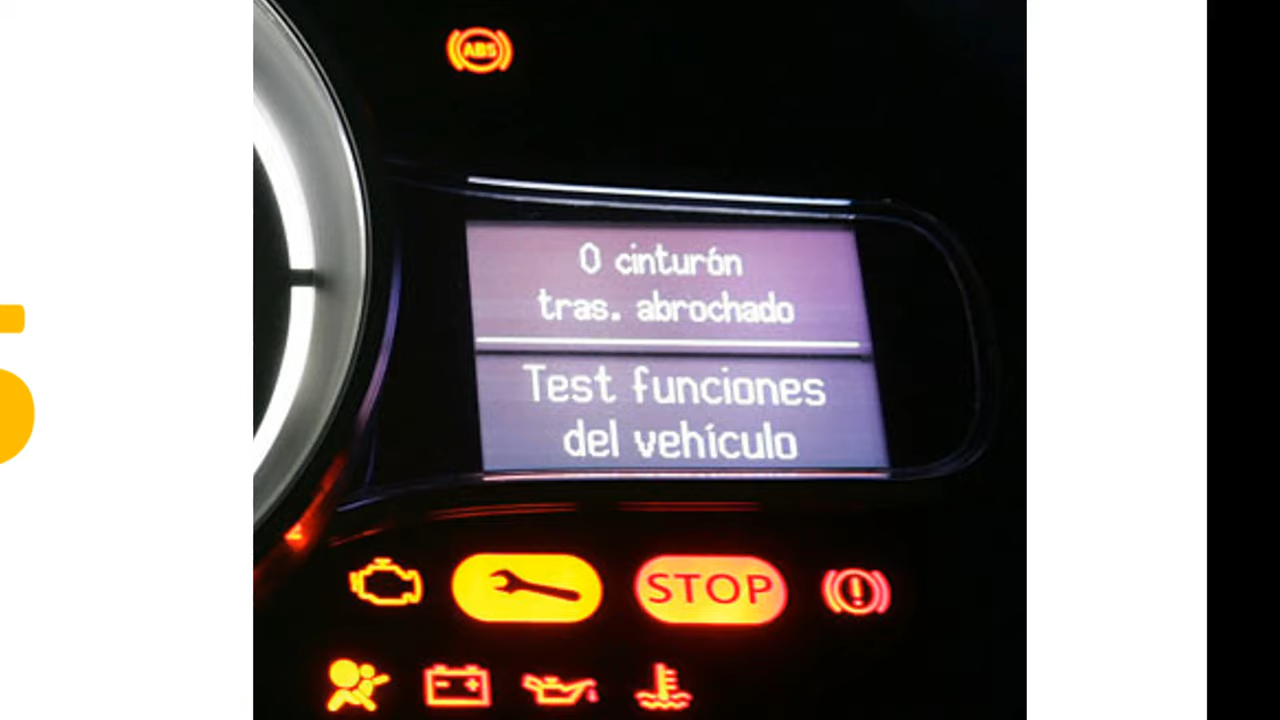 ABS
0 cinturón
tras. abrochado
Test funciones
del vehículo
STOP